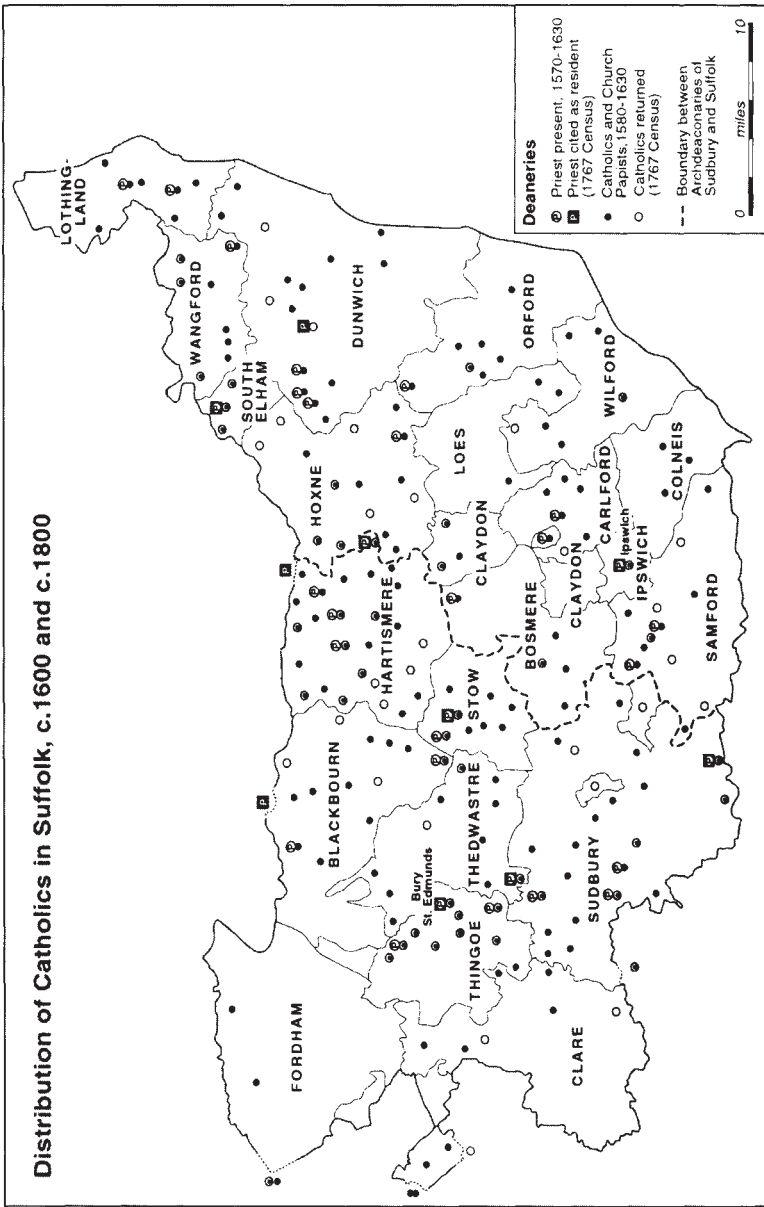 Distribution of Catholics in Suffolk, c.1600 and c.1800
LOTHING-
LAND
WANGFORD
SOUTH
ELHAM
DUNWICH
HOXNE
HARTISMERE
BLACKBOURN
FORDHAM
ORFORD
LOES
CLAYDON
BOSMERE
STOW
THEDWASTRE
Bury
St. Edmunds
THINGOE
WILFORD
CARLFORD
CLAYDON
COLNEIS
Ipswich
IPSWICH
SAMFORD
SUDBURY
CLARE
Deaneries
P Priest present, 1570-1630
P Priest cited as resident
(1767 Census)
Catholics and Church
Papists, 1580-1630
Catholics returned
(1767 Census)
Boundary between
Archdeaconaries of
Sudbury and Suffolk
0 miles 10